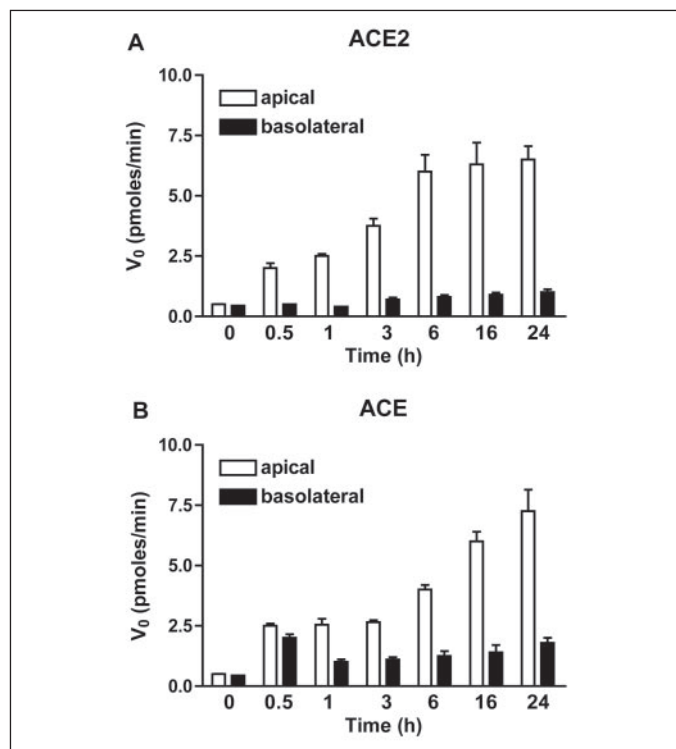 A
ACE2
10.0
7.5
5.0
2.5
0.0
V0 (pmoles/min)
apical
basolateral
0 0.5 1 3 6 16 24
Time (h)
B
ACE
10.0
7.5
5.0
2.5
0.0
V0 (pmoles/min)
apical
basolateral
0 0.5 1 3 6 16 24
Time (h)